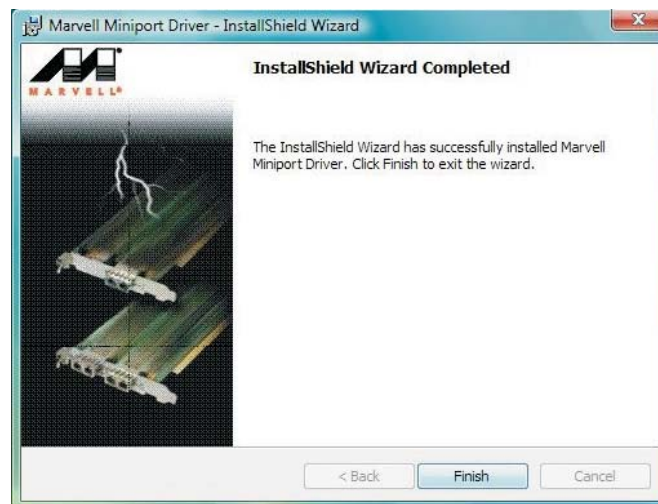 Marvell Miniport Driver - InstallShield Wizard
MARVELL®
InstallShield Wizard Completed
The InstallShield Wizard has successfully installed Marvell
Miniport Driver. Click Finish to exit the wizard.
< Back
Finish
Cancel